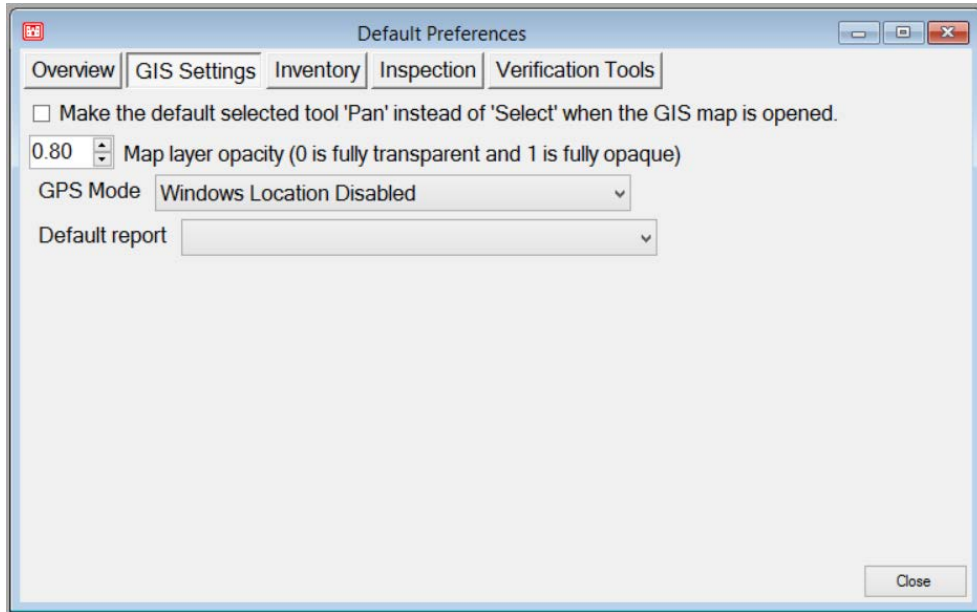 Default Preferences
Overview GIS Settings Inventory Inspection Verification Tools
Make the default selected tool 'Pan' instead of 'Select' when the GIS map is opened.
0.80 Map layer opacity (0 is fully transparent and 1 is fully opaque)
GPS Mode Windows Location Disabled
Default report
Close